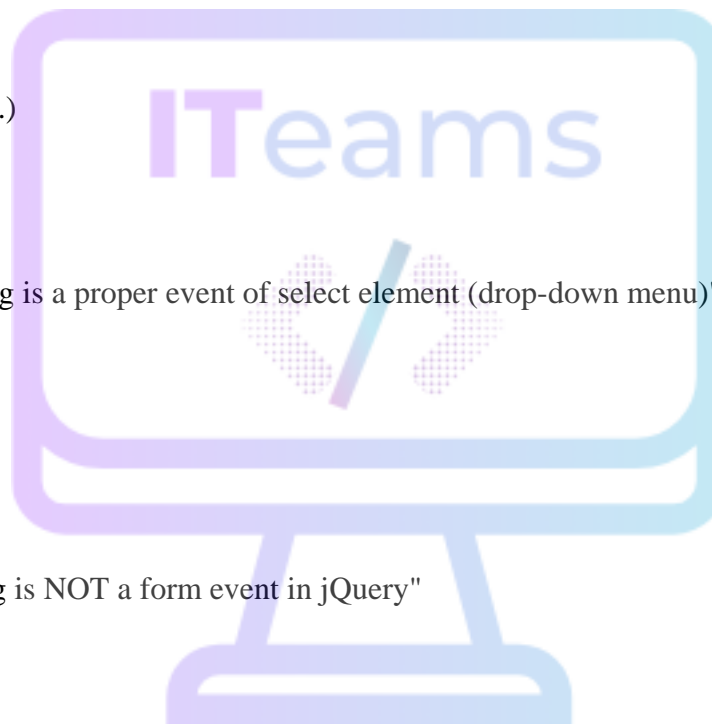 .)
ITeams
g is a proper event of select element (drop-down menu)"
g is NOT a form event in jQuery"